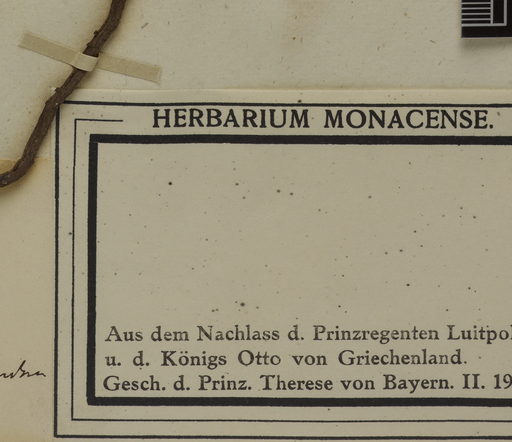 HERBARIUM MONACENSE.
Aus dem Nachlass d. Prinzregenten Luitpol
u. d. Königs Otto von Griechenland.
Gesch. d. Prinz. Therese von Bayern. II. 19